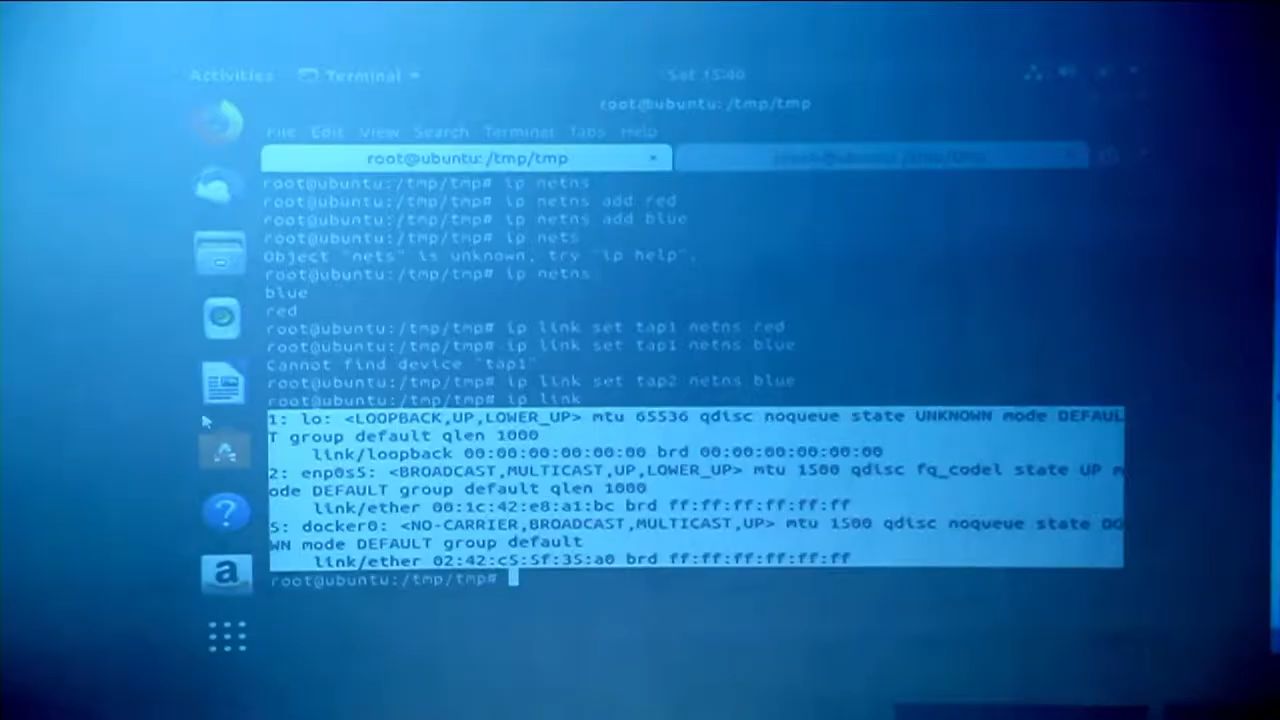 Activities Terminal Sat 15:40
root@ubuntu: /tmp/tmp
File Edit View Search Terminal Tabs Help
root@ubuntu: /tmp/tmp ×
root@ubuntu:/tmp/tmp# ip netns
root@ubuntu:/tmp/tmp# ip netns add red
root@ubuntu:/tmp/tmp# ip netns add blue
root@ubuntu:/tmp/tmp# ip nets
Object "nets" is unknown, try "ip help".
root@ubuntu:/tmp/tmp# ip netns
blue
red
root@ubuntu:/tmp/tmp# ip link set tap1 netns red
root@ubuntu:/tmp/tmp# ip link set tap1 netns blue
Cannot find device "tap1"
root@ubuntu:/tmp/tmp# ip link set tap2 netns blue
root@ubuntu:/tmp/tmp# ip link
1: lo: <LOOPBACK,UP,LOWER_UP> mtu 65536 qdisc noqueue state UNKNOWN mode DEFAUL
T group default qlen 1000
link/loopback 00:00:00:00:00:00 brd 00:00:00:00:00:00
2: enp0s5: <BROADCAST,MULTICAST,UP,LOWER_UP> mtu 1500 qdisc fq_codel state UP m
ode DEFAULT group default qlen 1000
link/ether 00:1c:42:e8:a1:bc brd ff:ff:ff:ff:ff:ff
5: docker0: <NO-CARRIER,BROADCAST,MULTICAST,UP> mtu 1500 qdisc noqueue state DO
WN mode DEFAULT group default
link/ether 02:42:c5:5f:35:a0 brd ff:ff:ff:ff:ff:ff
root@ubuntu:/tmp/tmp#